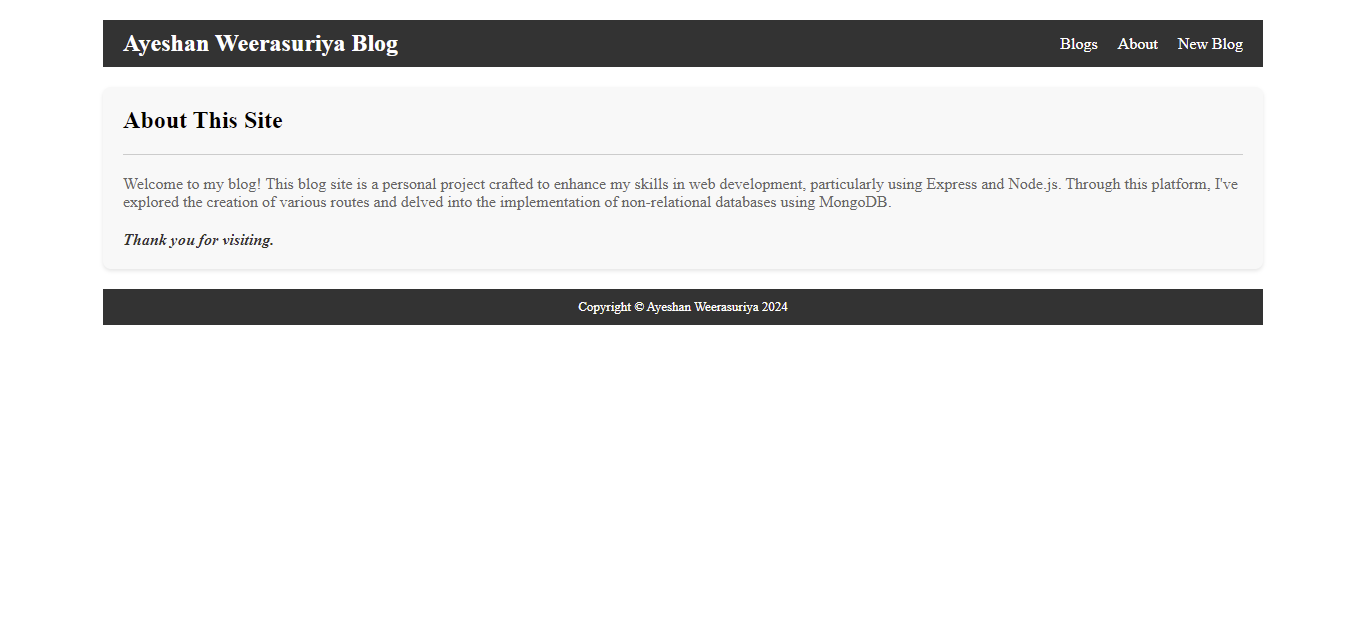 Ayeshan Weerasuriya Blog
Blogs About New Blog
About This Site
Welcome to my blog! This blog site is a personal project crafted to enhance my skills in web development, particularly using Express and Node.js. Through this platform, I've
explored the creation of various routes and delved into the implementation of non-relational databases using MongoDB.
Thank you for visiting.
Copyright © Ayeshan Weerasuriya 2024